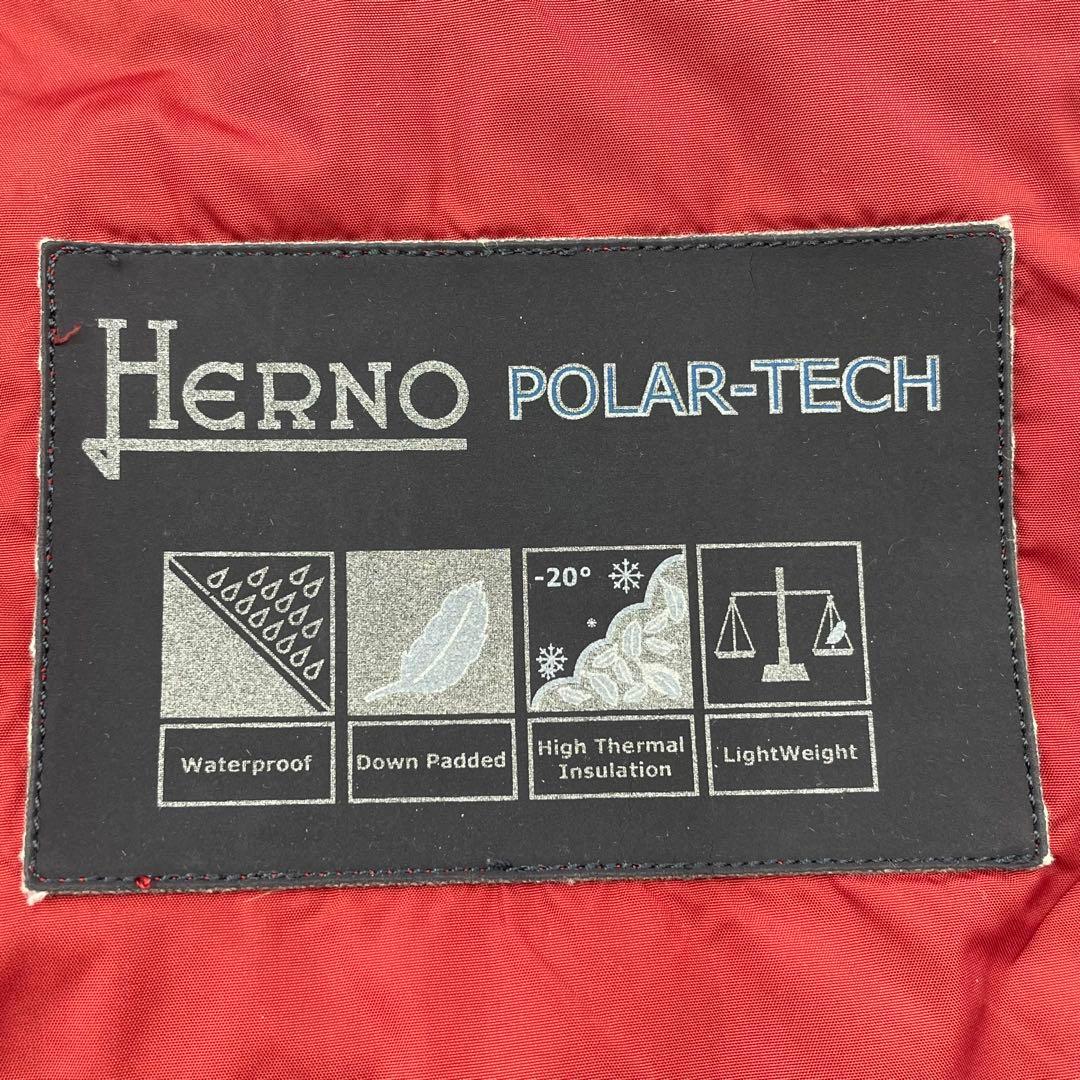 HERNO POLAR-TECH
-20°
Waterproof
Down Padded
High Thermal
Insulation
LightWeight